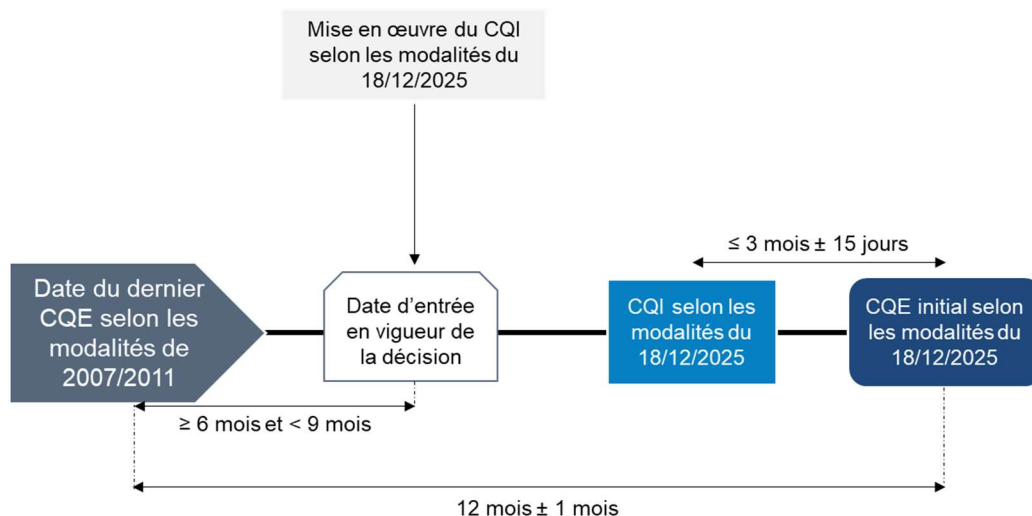 Mise en œuvre du CQI
selon les modalités du
18/12/2025
≤ 3 mois ± 15 jours
Date du dernier
CQE selon les
modalités de
2007/2011
Date d'entrée
en vigueur de
la décision
CQI selon les
modalités du
18/12/2025
CQE initial selon
les modalités du
18/12/2025
≥ 6 mois et < 9 mois
12 mois ± 1 mois